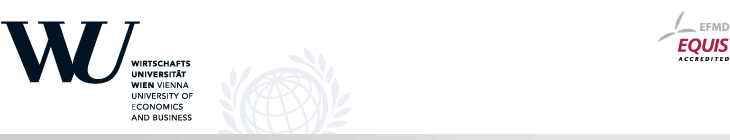 WU
WIRTSCHAFTS
UNIVERSITÄT
WIEN VIENNA
UNIVERSITY OF
ECONOMICS
AND BUSINESS
EFMD
EQUIS
ACCREDITED